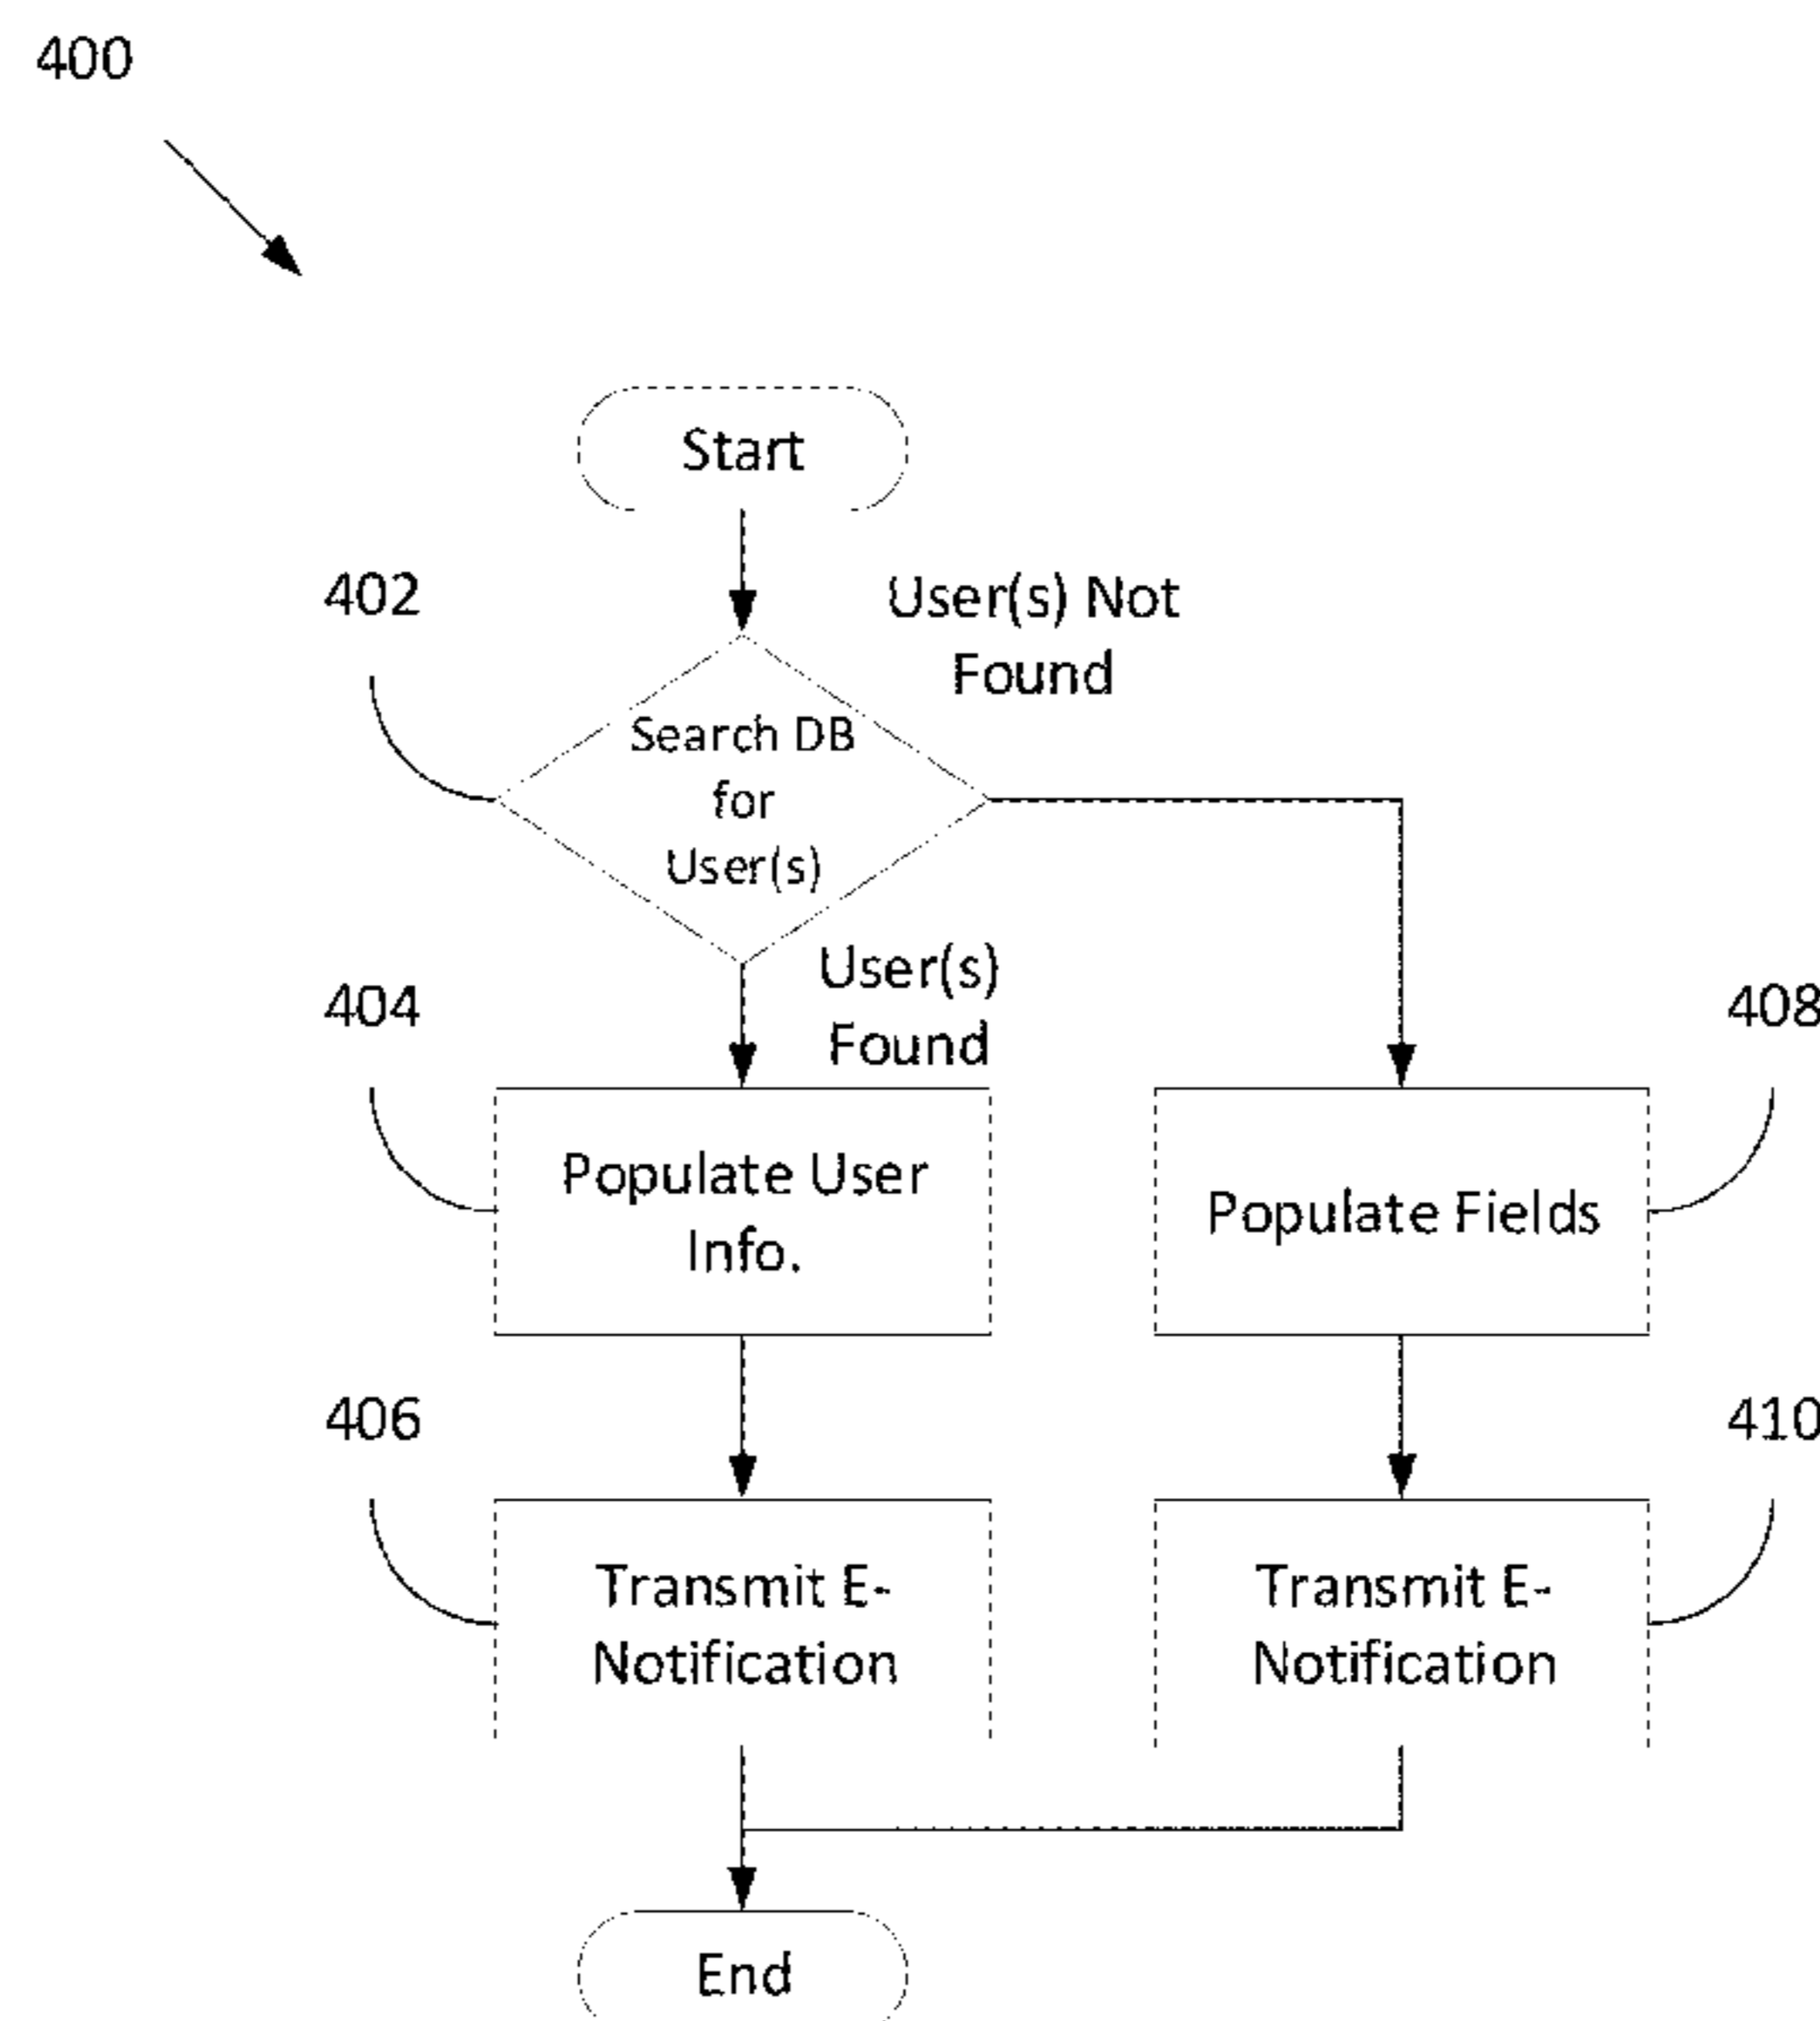 400
Start
402
User(s) Not
Found
Search DB
for
User(s)
User(s)
Found
404
408
Populate User
Info.
Populate Fields
406
410
Transmit E-
Notification
Transmit E-
Notification
End